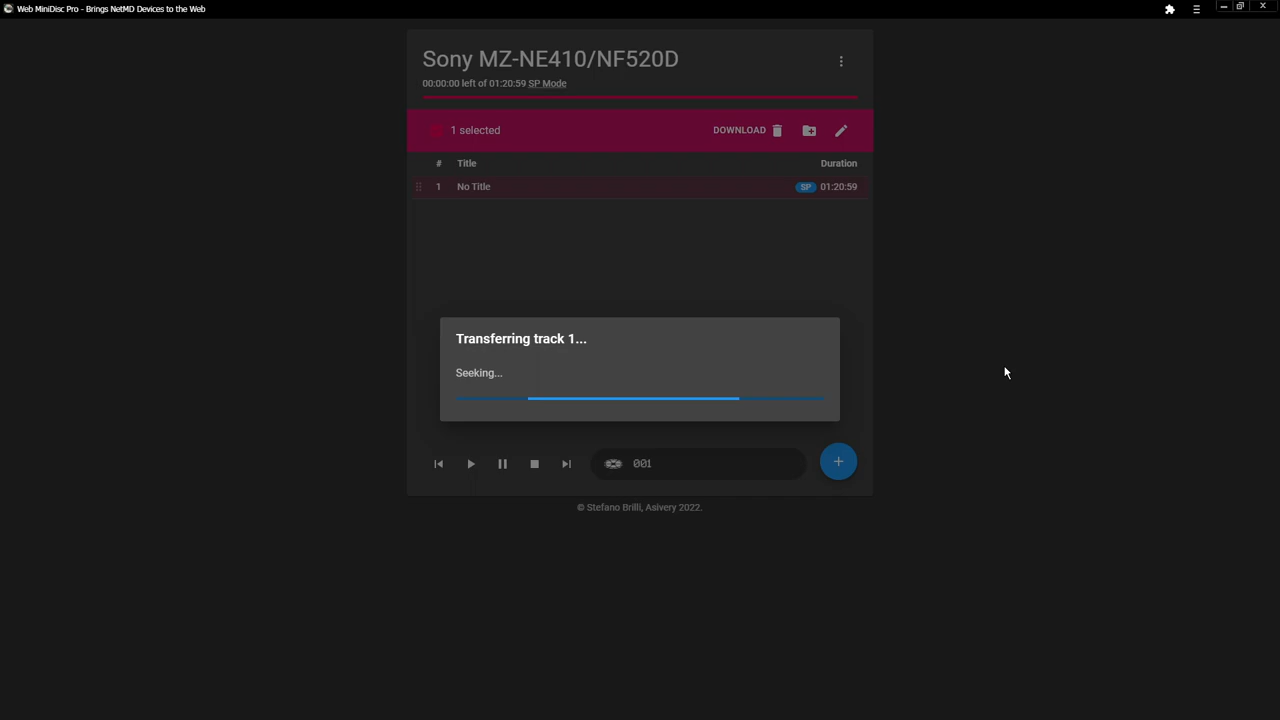 Web MiniDisc Pro - Brings NetMD Devices to the Web
Sony MZ-NE410/NF520D
00:00:00 left of 01:20:59 SP Mode
1 selected DOWNLOAD
# Title Duration
1 No Title SP 01:20:59
Transferring track 1...
Seeking...
001
© Stefano Brilli, Asivery 2022.